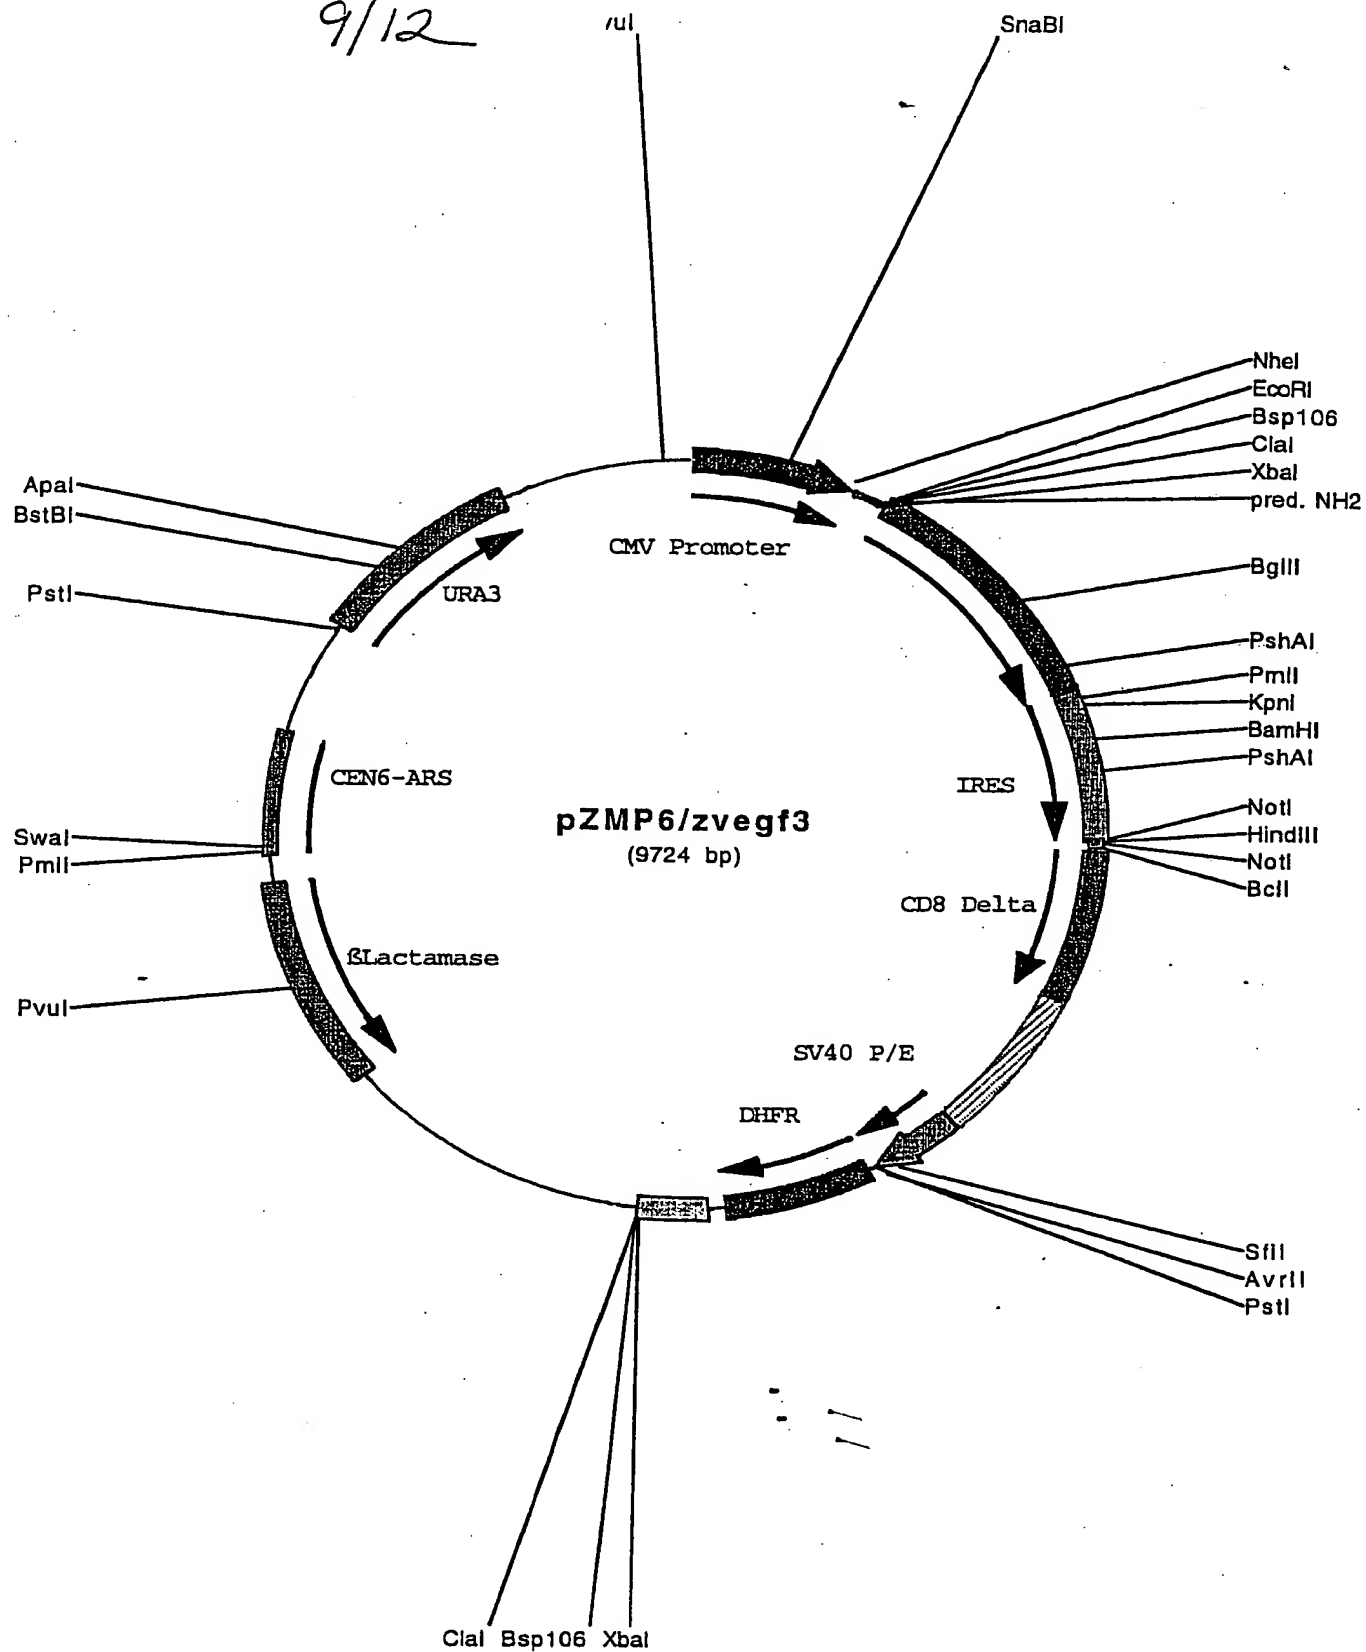 9/12
SnaBI
NheI
EcoRI
Bsp106
ClaI
XbaI
pred. NH2
BglII
PshAI
PmlI
KpnI
BamHI
PshAI
NotI
HindIII
NotI
BclI
ApaI
BstBI
PstI
SwaI
PmlI
PvuI
CMV Promoter
URA3
CEN6-ARS
IRES
pZMP6/zvegf3
(9724 bp)
CD8 Delta
ßLactamase
SV40 P/E
DHFR
SfiI
AvrII
PstI
ClaI Bsp106 XbaI